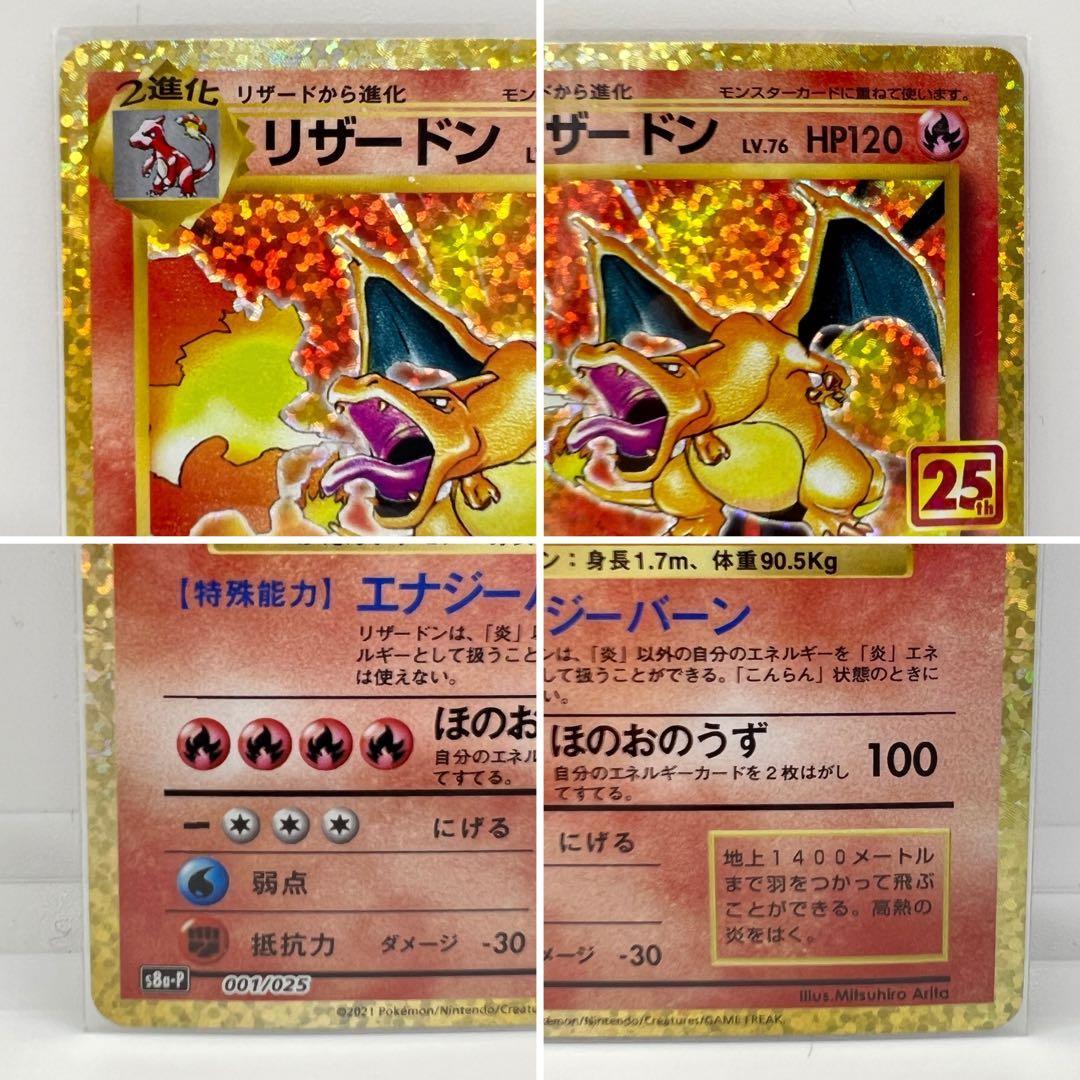 2進化 リザードから進化 モン
リザードン
から進化 モンスターカードに重ねて使います。
ザードン LV.76 HP120
25th
【特殊能力】 エナジー
リザードンは、「炎」以
ルギーとして扱うこと
は使えない。
ほのお
自分のエネル
てすてる。
にげる
弱点
抵抗力 ダメージ -30
s8a-P 001/025
©2021 Pokémon/Nintendo/Creatu
ン：身長1.7m、体重90.5Kg
ジーバーン
ンは、「炎」以外の自分のエネルギーを「炎」エネ
して扱うことができる。「こんらん」状態のときに
い。
ほのおのうず 100
自分のエネルギーカードを2枚はがし
てすてる。
にげる
メージ -30
地上1400メートル
まで羽をつかって飛ぶ
ことができる。高熱の
炎をはく。
Illus.Mitsuhiro Arita
émon/Nintendo/Creatures/GAME FREAK.